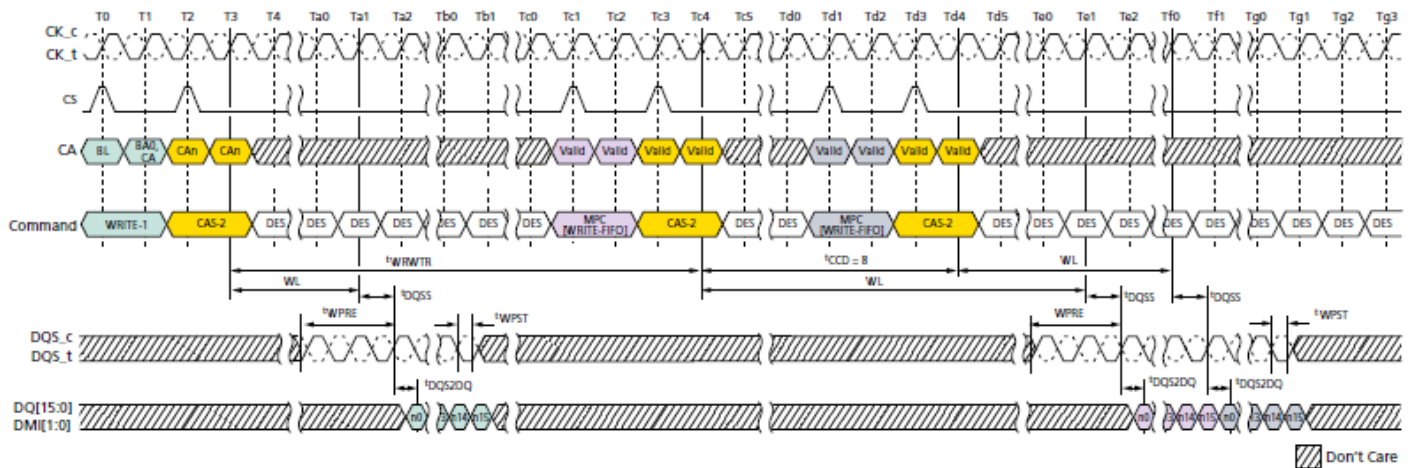 T0 T1 T2 T3 T4 Ta0 Ta1 Ta2 Tb0 Tb1 Tc0 Tc1 Tc2 Tc3 Tc4 Tc5 Td0 Td1 Td2 Td3 Td4 Td5 Te0 Te1 Te2 Tf0 Tf1 Tg0 Tg1 Tg2 Tg3
CK_c
CK_t
CS
CA BL BA0, CA CAn CAn Valid Valid Valid Valid Valid Valid Valid Valid
Command WRITE-1 CAS-2 DES DES DES DES DES DES DES MPC [WRITE-FIFO] CAS-2 DES DES MPC [WRITE-FIFO] CAS-2 DES DES DES DES DES DES DES DES DES DES
tWRWTR tCCD = 8 WL
WL WL
tDQSS tDQSS tDQSS
tWPRE tWPST WPRE tWPST
DQS_c
DQS_t
tDQS2DQ tDQS2DQ tDQS2DQ
DQ[15:0]
DMI[1:0]
n0 3 n14 n15 n0 3 n14 n15 n0 3 n14 n15
Don't Care